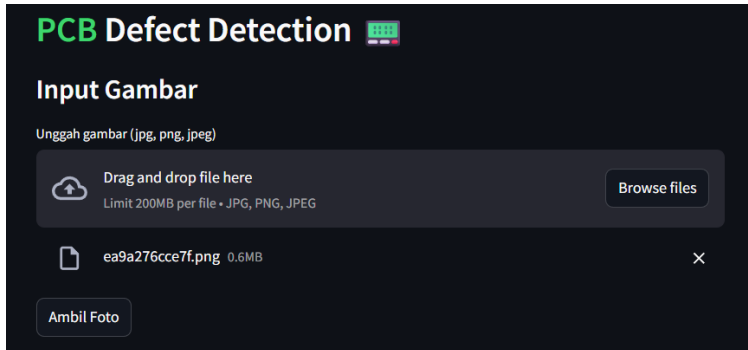 PCB Defect Detection
Input Gambar
Unggah gambar (jpg, png, jpeg)
Drag and drop file here
Limit 200MB per file • JPG, PNG, JPEG
Browse files
ea9a276cce7f.png 0.6MB
Ambil Foto